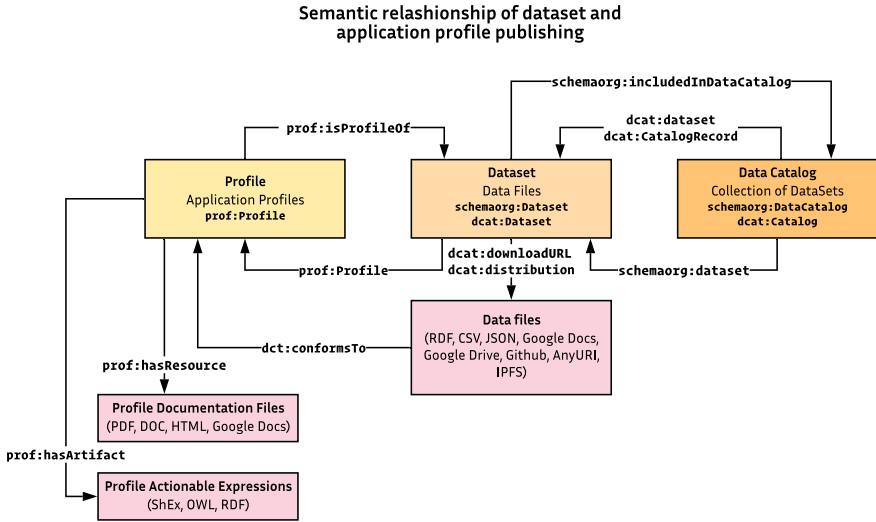 Semantic relashionship of dataset and
application profile publishing
schemaorg:includedInDataCatalog
prof:isProfileOf
dcat:dataset
dcat:CatalogRecord
Profile
Application Profiles
prof:Profile
Dataset
Data Files
schemaorg:Dataset
dcat:Dataset
Data Catalog
Collection of DataSets
schemaorg:DataCatalog
dcat:Catalog
prof:Profile
dcat:downloadURL
dcat:distribution
schemaorg:dataset
Data files
(RDF, CSV, JSON, Google Docs,
Google Drive, Github, AnyURI,
IPFS)
dct:conformsTo
prof:hasResource
Profile Documentation Files
(PDF, DOC, HTML, Google Docs)
prof:hasArtifact
Profile Actionable Expressions
(ShEx, OWL, RDF)